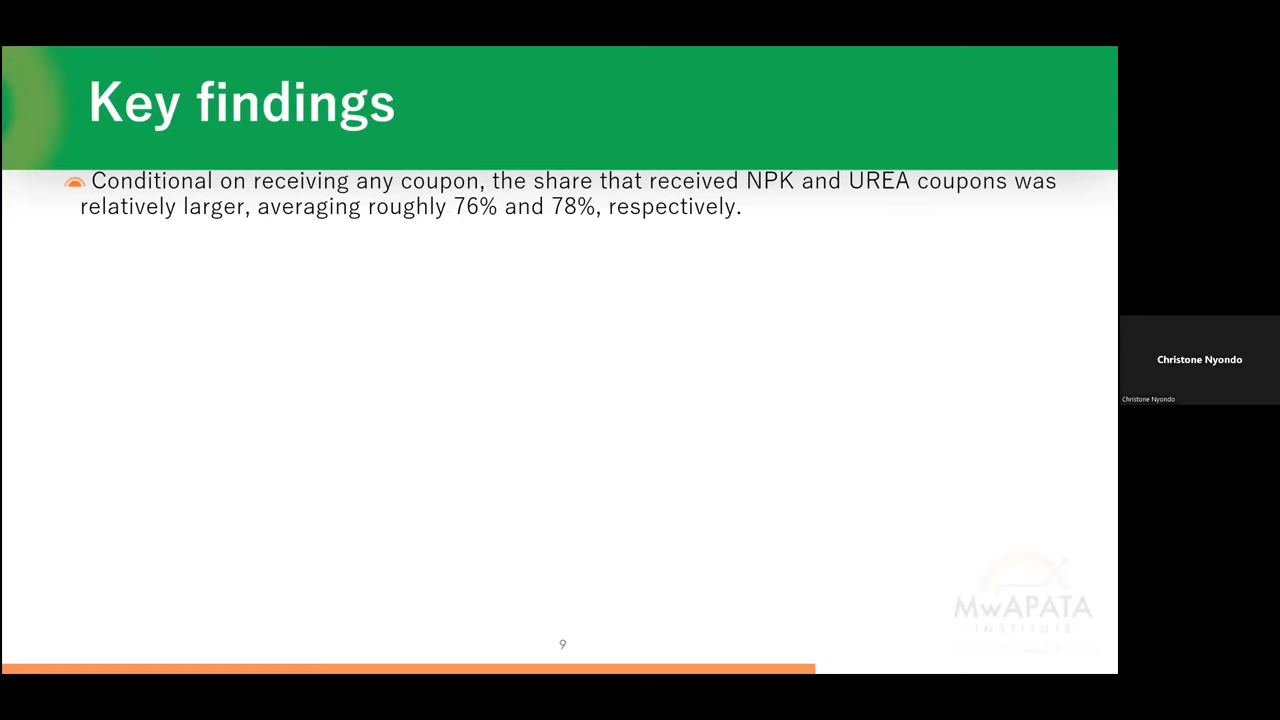 Key findings
Conditional on receiving any coupon, the share that received NPK and UREA coupons was
relatively larger, averaging roughly 76% and 78%, respectively.
Christone Nyondo
Christone Nyondo
MwAPATA
INSTITUTE
9